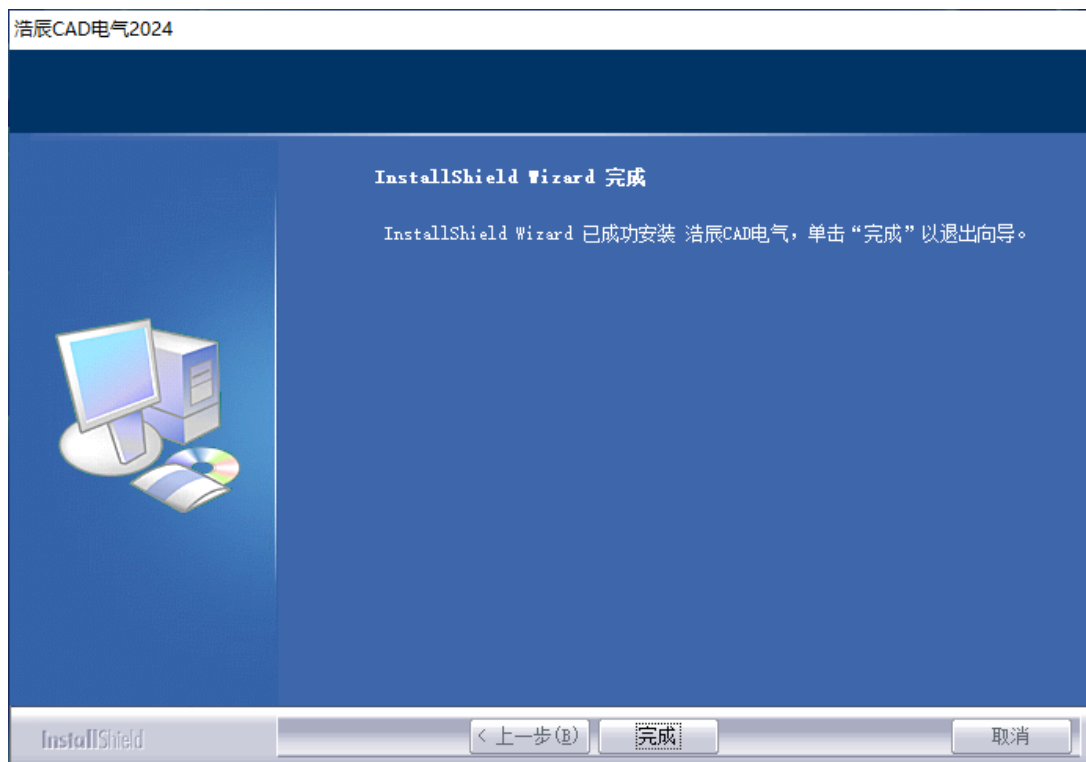 浩辰CAD电气2024
InstallShield Wizard 完成
InstallShield Wizard 已成功安装 浩辰CAD电气，单击“完成”以退出向导。
InstallShield
< 上一步(B)
完成
取消